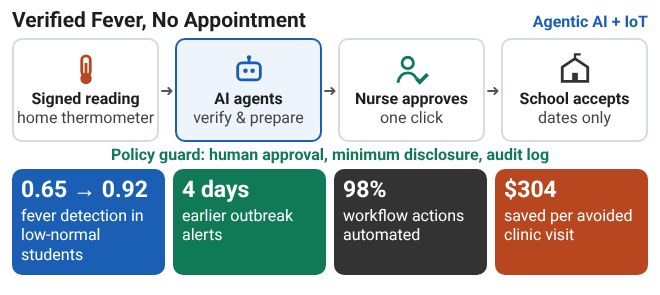 Verified Fever, No Appointment
Agentic AI + IoT
Signed reading
home thermometer
→
AI agents
verify & prepare
→
Nurse approves
one click
→
School accepts
dates only
Policy guard: human approval, minimum disclosure, audit log
0.65 → 0.92
fever detection in
low-normal
students
4 days
earlier outbreak
alerts
98%
workflow actions
automated
$304
saved per avoided
clinic visit